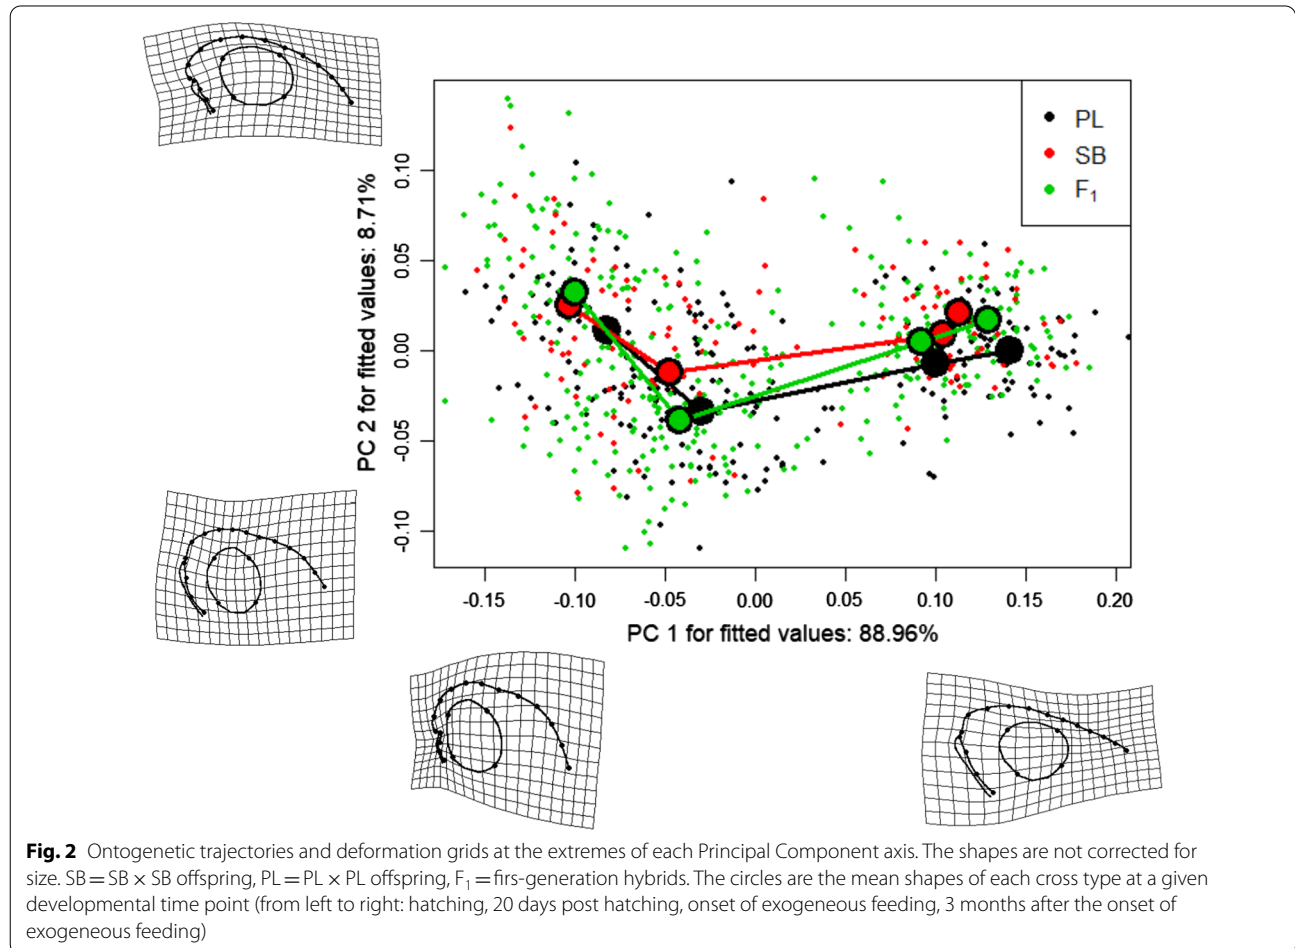 PL
SB
F₁
PC 2 for fitted values: 8.71%
0.10
0.05
0.00
-0.05
-0.10
-0.15 -0.10 -0.05 0.00 0.05 0.10 0.15 0.20
PC 1 for fitted values: 88.96%
Fig. 2 Ontogenetic trajectories and deformation grids at the extremes of each Principal Component axis. The shapes are not corrected for
size. SB = SB × SB offspring, PL = PL × PL offspring, F₁ = firs-generation hybrids. The circles are the mean shapes of each cross type at a given
developmental time point (from left to right: hatching, 20 days post hatching, onset of exogeneous feeding, 3 months after the onset of
exogeneous feeding)